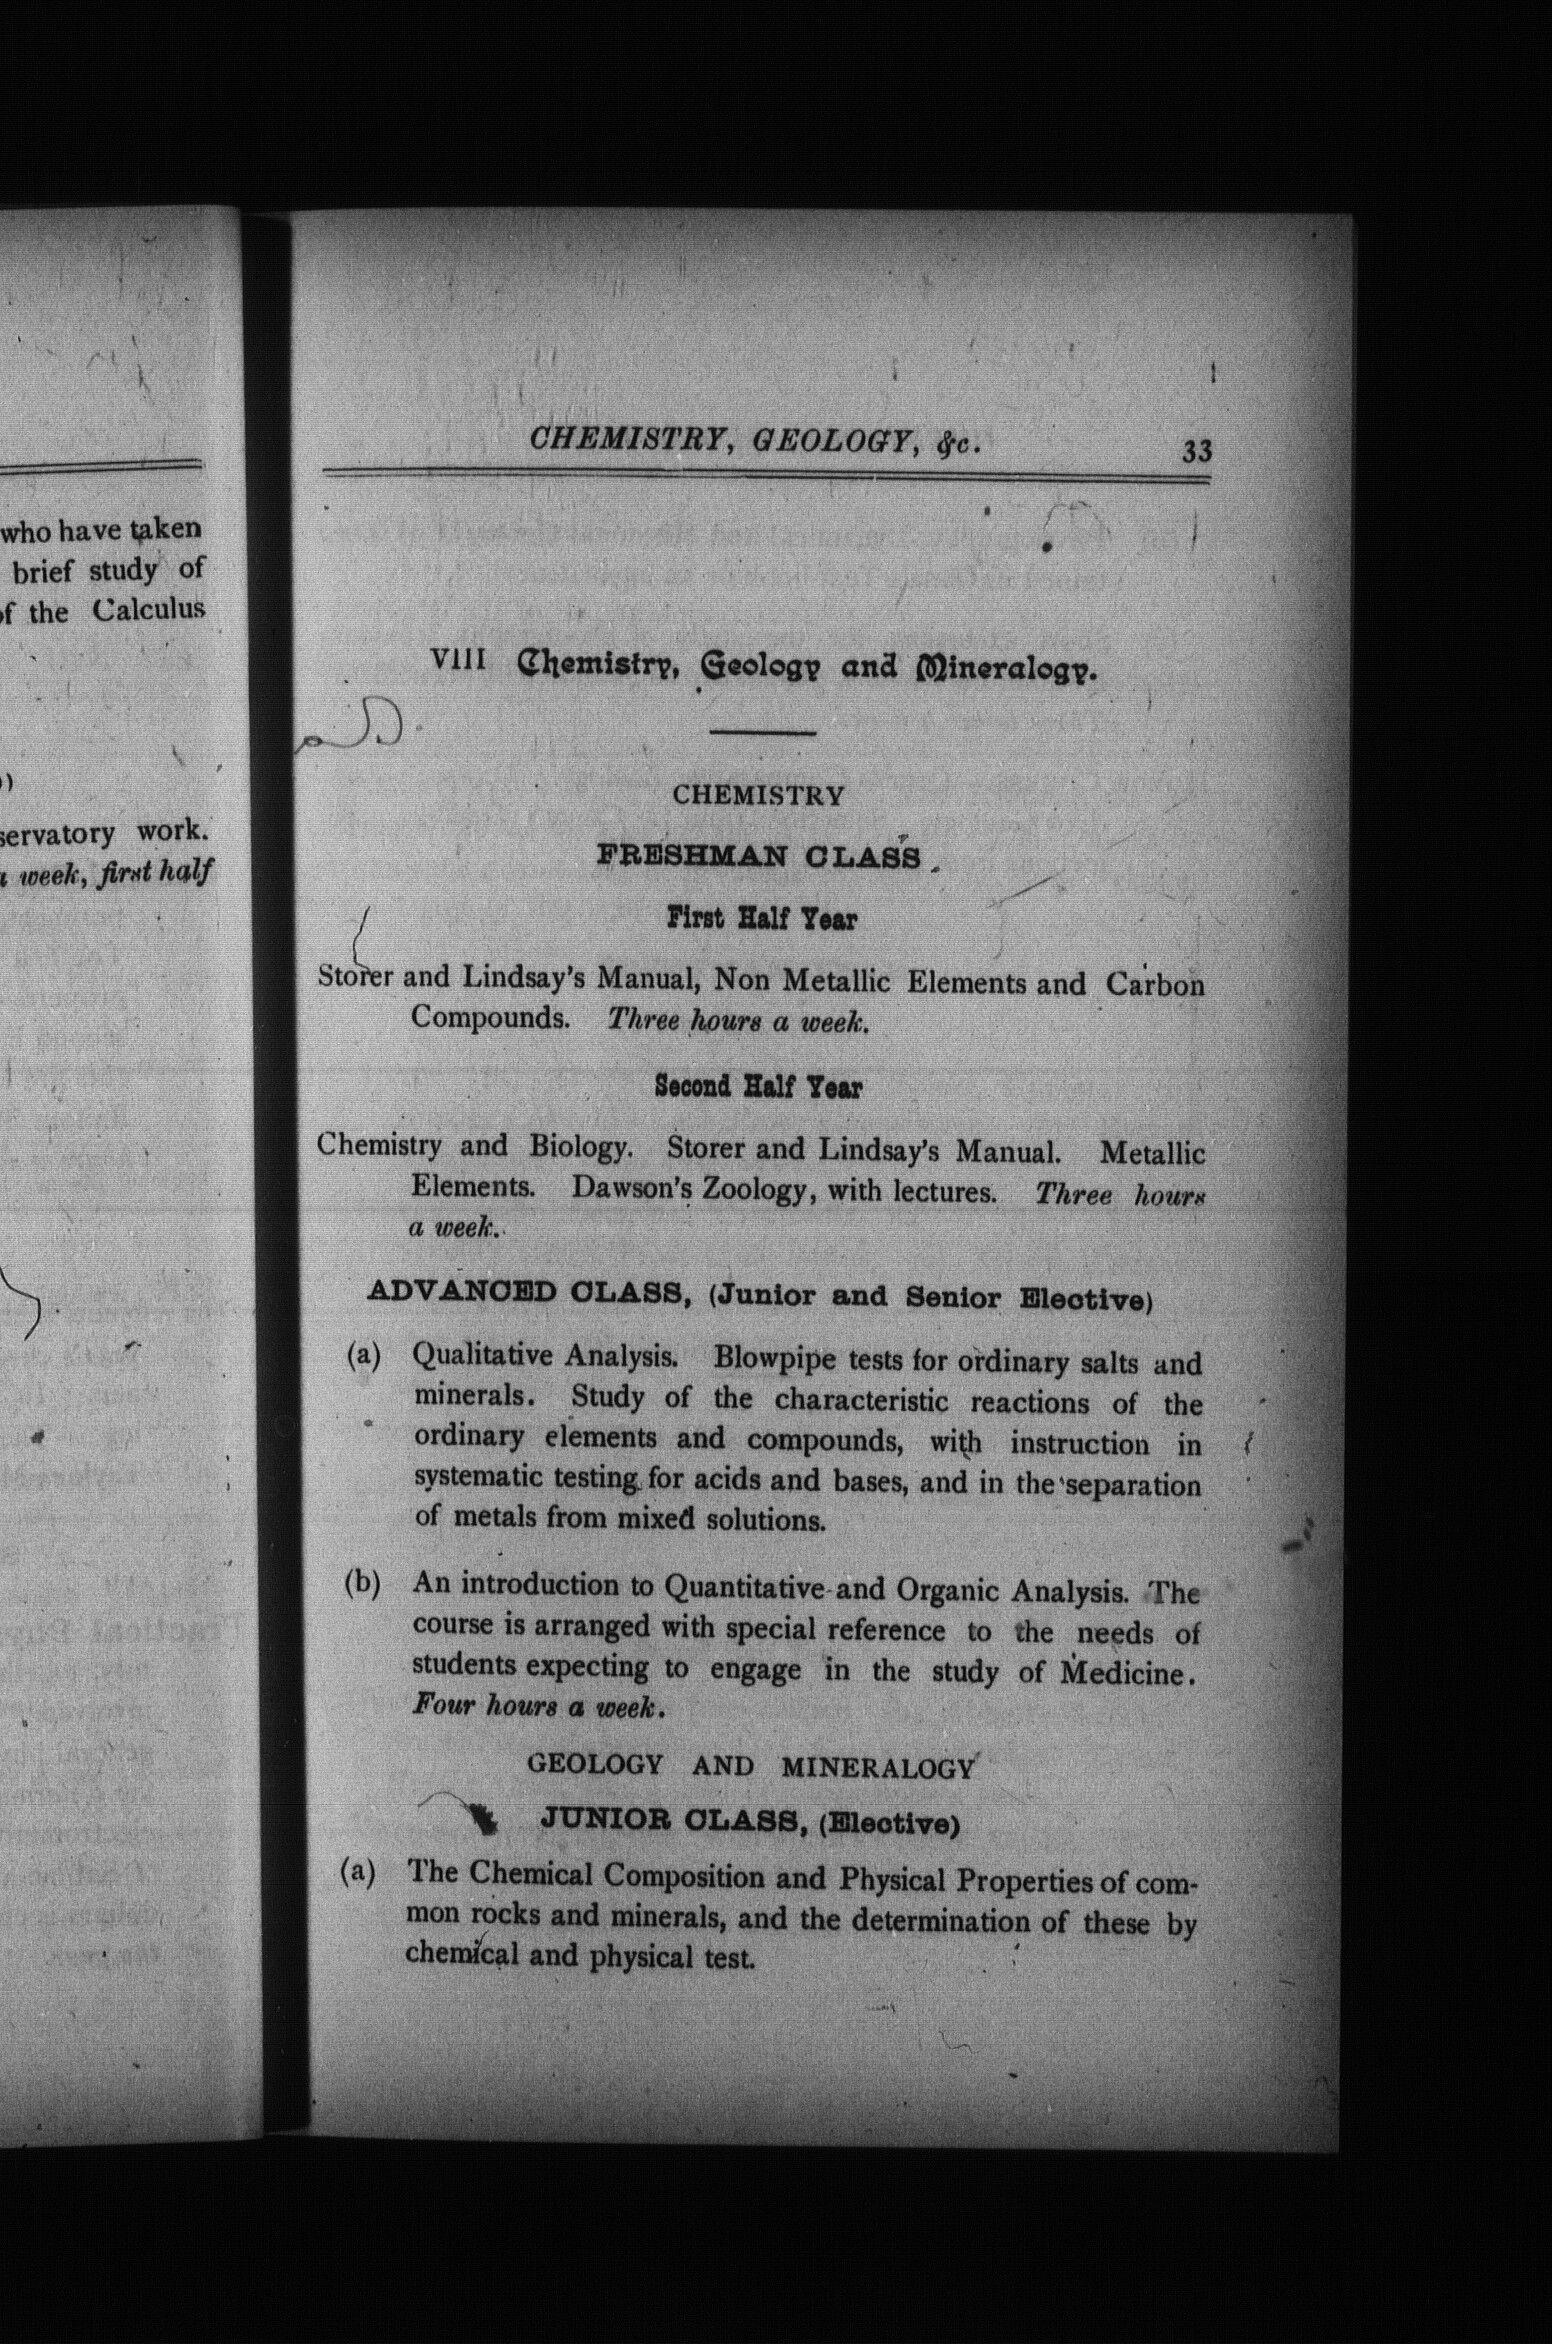 who have taken
brief study of
of the Calculus
servatory work.
a week, first half
CHEMISTRY, GEOLOGY, &c. 33
VIII Chemistry, Geology and Mineralogy.
CHEMISTRY
FRESHMAN CLASS
First Half Year
Storer and Lindsay's Manual, Non Metallic Elements and Carbon
Compounds. Three hours a week.
Second Half Year
Chemistry and Biology. Storer and Lindsay's Manual. Metallic
Elements. Dawson's Zoology, with lectures. Three hours
a week.
ADVANCED CLASS, (Junior and Senior Elective)
(a) Qualitative Analysis. Blowpipe tests for ordinary salts and
minerals. Study of the characteristic reactions of the
ordinary elements and compounds, with instruction in
systematic testing for acids and bases, and in the separation
of metals from mixed solutions.
(b) An introduction to Quantitative and Organic Analysis. The
course is arranged with special reference to the needs of
students expecting to engage in the study of Medicine.
Four hours a week.
GEOLOGY AND MINERALOGY
JUNIOR CLASS, (Elective)
(a) The Chemical Composition and Physical Properties of com-
mon rocks and minerals, and the determination of these by
chemical and physical test.